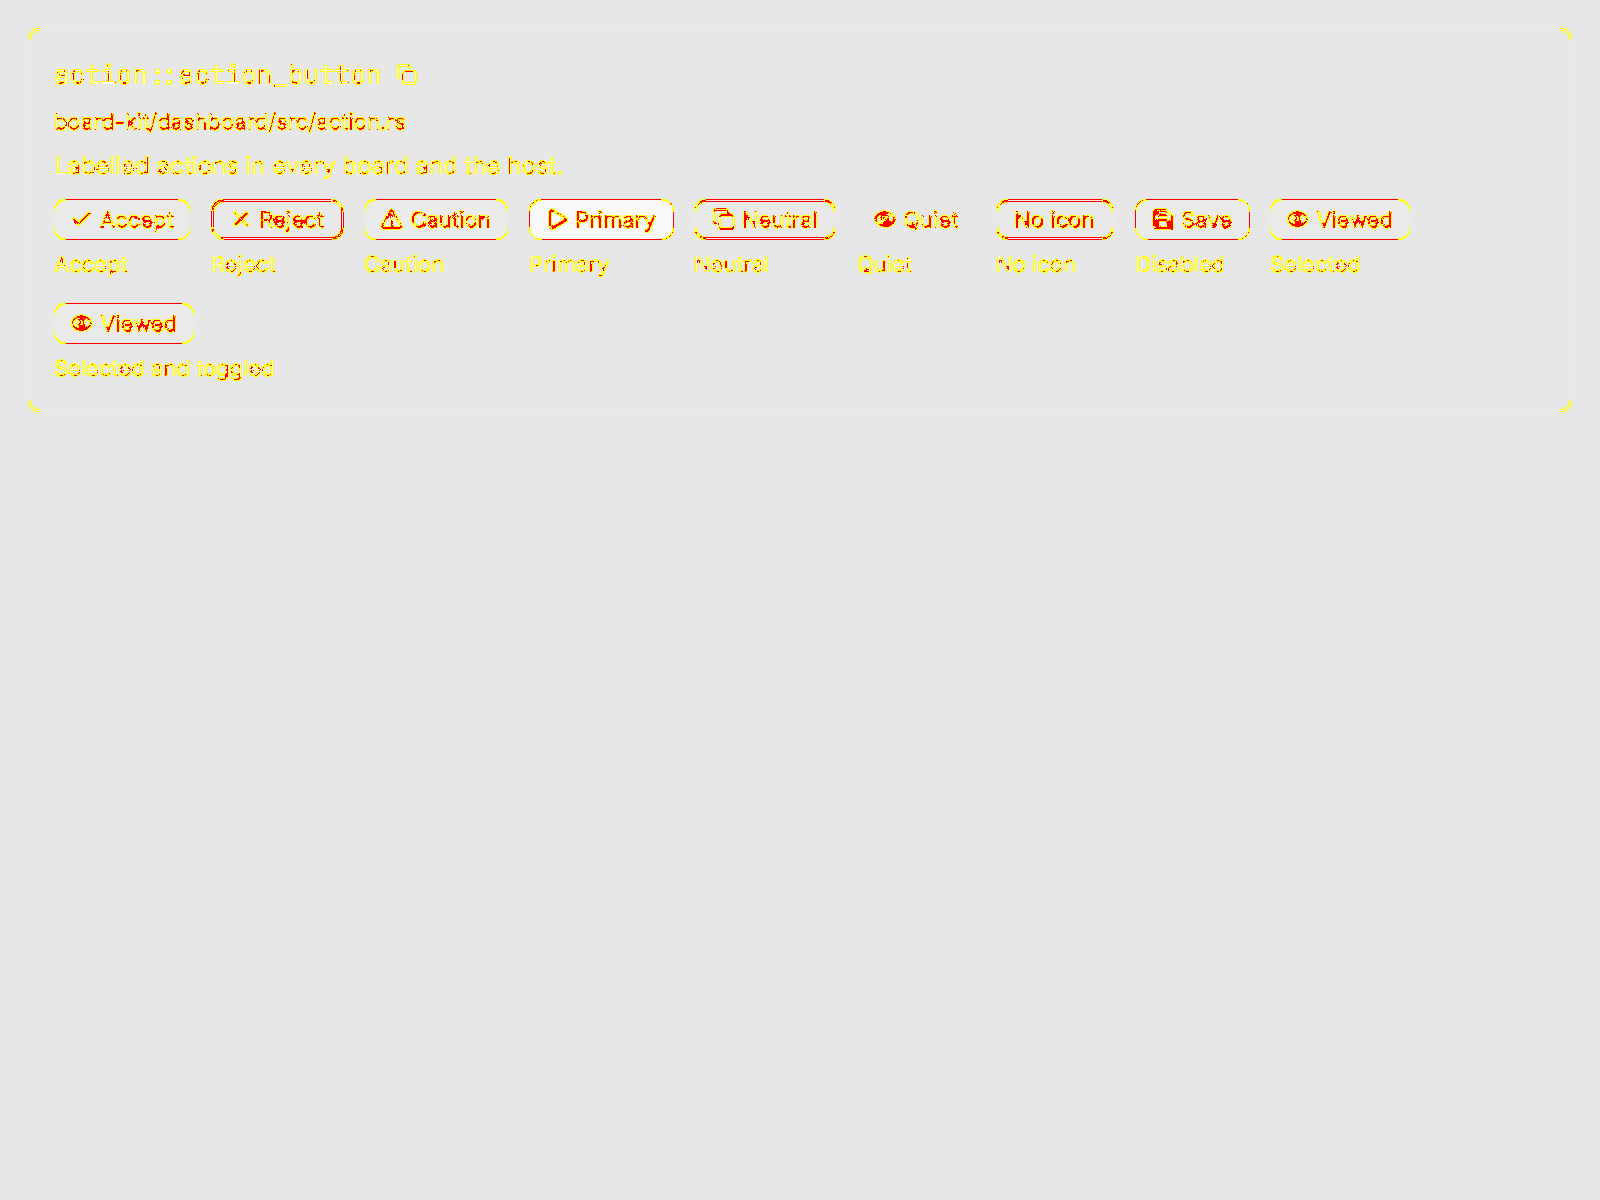 action::action_button
board-kit/dashboard/src/action.rs
Labelled actions in every board and the host.
Accept Reject Caution Primary Neutral Quiet No icon Save Viewed
Accept Reject Caution Primary Neutral Quiet No icon Disabled Selected
Viewed
Selected and toggled